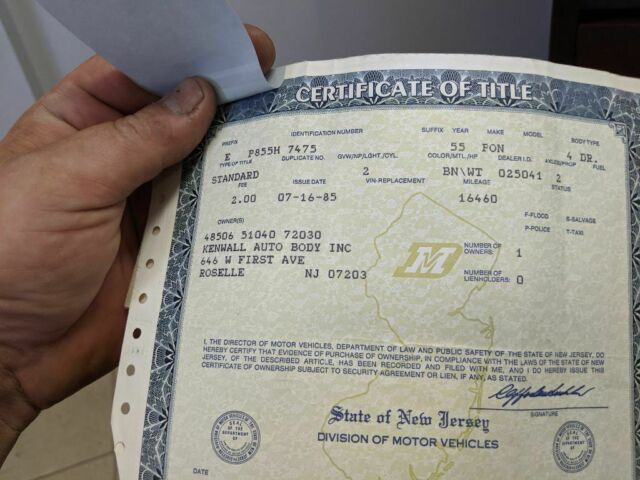 CERTIFICATE OF TITLE
PREFIX IDENTIFICATION NUMBER SUFFIX YEAR MAKE MODEL BODY TYPE
E P855H 7475 55 PON 4 DR.
TYPE OF TITLE DUPLICATE NO. GVW/NP/LGHT./CYL. COLOR/MTL./HP DEALER I.D. AXLES/PROP FUEL
STANDARD 2 BN\WT 025041 2
FEE ISSUE DATE VIN-REPLACEMENT MILEAGE STATUS
2.00 07-16-85 16460
F-FLOOD S-SALVAGE
P-POLICE T-TAXI
OWNER(S)
48506 51040 72030
KENWALL AUTO BODY INC
646 W FIRST AVE
ROSELLE NJ 07203
M
NUMBER OF OWNERS: 1
NUMBER OF LIENHOLDERS: 0
I, THE DIRECTOR OF MOTOR VEHICLES, DEPARTMENT OF LAW AND PUBLIC SAFETY OF THE STATE OF NEW JERSEY, DO
HEREBY CERTIFY THAT EVIDENCE OF PURCHASE OF OWNERSHIP, IN COMPLIANCE WITH THE LAWS OF THE STATE OF NEW
JERSEY, OF THE DESCRIBED ARTICLE, HAS BEEN RECORDED AND FILED WITH ME, AND I DO HEREBY ISSUE THIS
CERTIFICATE OF OWNERSHIP SUBJECT TO SECURITY AGREEMENT OR LIEN, IF ANY, AS STATED.
SIGNATURE
State of New Jersey
DIVISION OF MOTOR VEHICLES
DATE